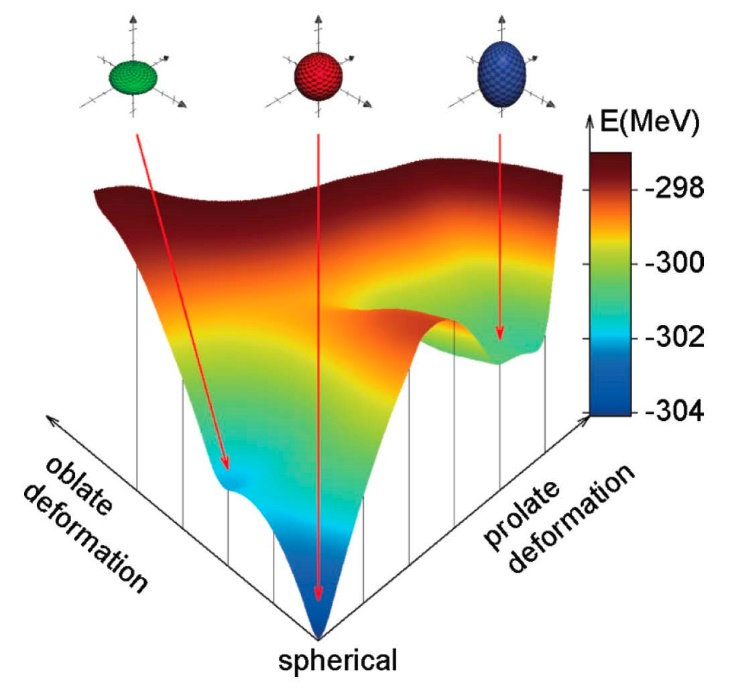 E(MeV)
-298
-300
-302
-304
oblate
deformation
prolate
deformation
spherical